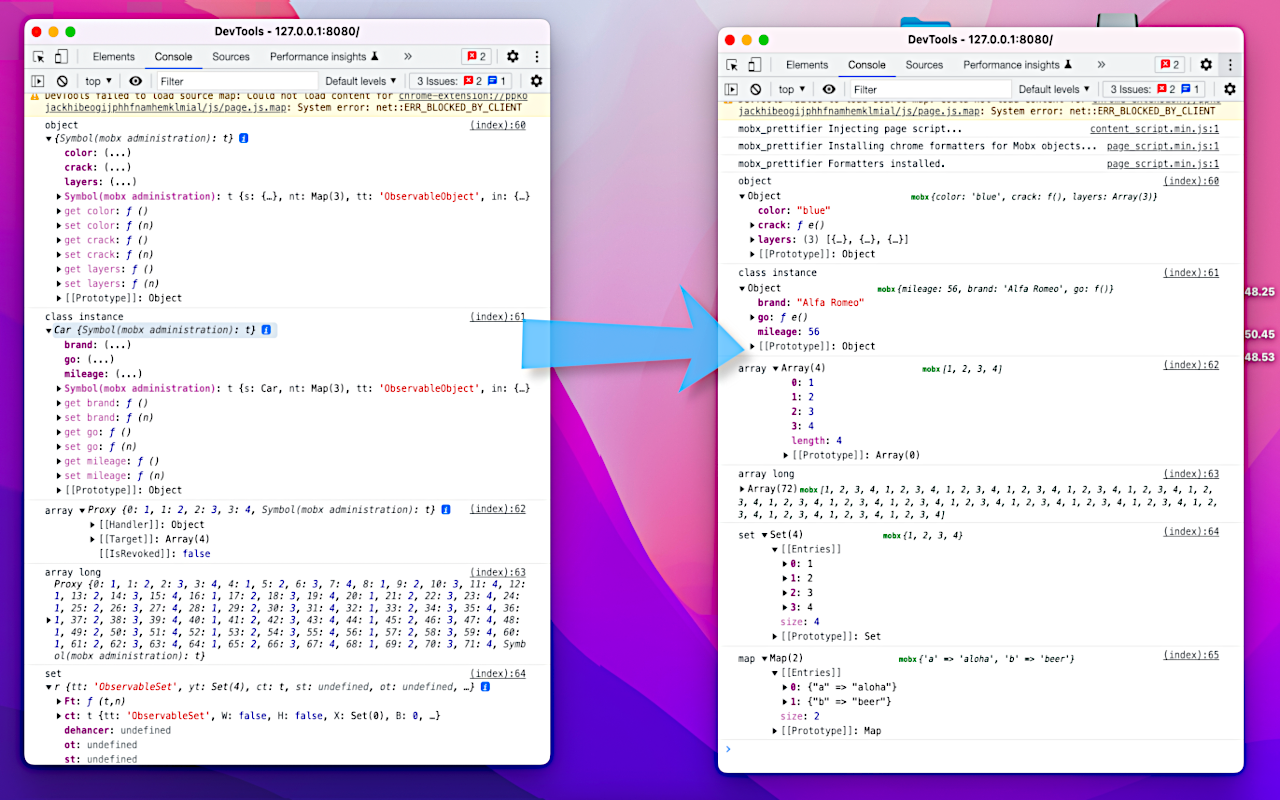 DevTools - 127.0.0.1:8080/
Elements Console Sources Performance insights » 2
top ▼ Filter Default levels ▼ 3 Issues: 2 1
DevTools failed to load source map: Could not load content for chrome-extension://ppko
jackhibeogijphhfnamhemklmial/js/page.js.map: System error: net::ERR_BLOCKED_BY_CLIENT
object (index):60
▼{Symbol(mobx administration): t} i
color: (...)
crack: (...)
layers: (...)
▶Symbol(mobx administration): t {s: {…}, nt: Map(3), tt: 'ObservableObject', in: {…}
▶get color: ƒ ()
▶set color: ƒ (n)
▶get crack: ƒ ()
▶set crack: ƒ (n)
▶get layers: ƒ ()
▶set layers: ƒ (n)
▶[[Prototype]]: Object
class instance (index):61
▼Car {Symbol(mobx administration): t} i
brand: (...)
go: (...)
mileage: (...)
▶Symbol(mobx administration): t {s: Car, nt: Map(3), tt: 'ObservableObject', in: {…}
▶get brand: ƒ ()
▶set brand: ƒ (n)
▶get go: ƒ ()
▶set go: ƒ (n)
▶get mileage: ƒ ()
▶set mileage: ƒ (n)
▶[[Prototype]]: Object
array ▼Proxy {0: 1, 1: 2, 2: 3, 3: 4, Symbol(mobx administration): t} i (index):62
▶[[Handler]]: Object
▶[[Target]]: Array(4)
[[IsRevoked]]: false
array long (index):63
Proxy {0: 1, 1: 2, 2: 3, 3: 4, 4: 1, 5: 2, 6: 3, 7: 4, 8: 1, 9: 2, 10: 3, 11: 4, 12:
1, 13: 2, 14: 3, 15: 4, 16: 1, 17: 2, 18: 3, 19: 4, 20: 1, 21: 2, 22: 3, 23: 4, 24:
1, 25: 2, 26: 3, 27: 4, 28: 1, 29: 2, 30: 3, 31: 4, 32: 1, 33: 2, 34: 3, 35: 4, 36:
▶1, 37: 2, 38: 3, 39: 4, 40: 1, 41: 2, 42: 3, 43: 4, 44: 1, 45: 2, 46: 3, 47: 4, 48:
1, 49: 2, 50: 3, 51: 4, 52: 1, 53: 2, 54: 3, 55: 4, 56: 1, 57: 2, 58: 3, 59: 4, 60:
1, 61: 2, 62: 3, 63: 4, 64: 1, 65: 2, 66: 3, 67: 4, 68: 1, 69: 2, 70: 3, 71: 4, Symb
ol(mobx administration): t}
set (index):64
▼r {tt: 'ObservableSet', yt: Set(4), ct: t, st: undefined, ot: undefined, …} i
▶Ft: ƒ (t,n)
▶ct: t {tt: 'ObservableSet', W: false, H: false, X: Set(0), B: 0, …}
dehancer: undefined
ot: undefined
st: undefined
DevTools - 127.0.0.1:8080/
Elements Console Sources Performance insights » 2
top ▼ Filter Default levels ▼ 3 Issues: 2 1
jackhibeogijphhfnamhemklmial/js/page.js.map: System error: net::ERR_BLOCKED_BY_CLIENT
mobx_prettifier Injecting page script... content_script.min.js:1
mobx_prettifier Installing chrome formatters for Mobx objects... page_script.min.js:1
mobx_prettifier Formatters installed. page_script.min.js:1
object (index):60
▼Object mobx{color: 'blue', crack: f(), layers: Array(3)}
color: "blue"
▶crack: ƒ e()
▶layers: (3) [{…}, {…}, {…}]
▶[[Prototype]]: Object
class instance (index):61
▼Object mobx{mileage: 56, brand: 'Alfa Romeo', go: f()}
brand: "Alfa Romeo"
▶go: ƒ e()
mileage: 56
▶[[Prototype]]: Object
array ▼Array(4) mobx[1, 2, 3, 4] (index):62
0: 1
1: 2
2: 3
3: 4
length: 4
▶[[Prototype]]: Array(0)
array long (index):63
▶Array(72)mobx[1, 2, 3, 4, 1, 2, 3, 4, 1, 2, 3, 4, 1, 2, 3, 4, 1, 2, 3, 4, 1, 2, 3, 4, 1, 2,
3, 4, 1, 2, 3, 4, 1, 2, 3, 4, 1, 2, 3, 4, 1, 2, 3, 4, 1, 2, 3, 4, 1, 2, 3, 4, 1, 2, 3, 4, 1, 2,
3, 4, 1, 2, 3, 4, 1, 2, 3, 4, 1, 2, 3, 4]
set ▼Set(4) mobx{1, 2, 3, 4} (index):64
▼[[Entries]]
▶0: 1
▶1: 2
▶2: 3
▶3: 4
size: 4
▶[[Prototype]]: Set
map ▼Map(2) mobx{'a' => 'aloha', 'b' => 'beer'} (index):65
▼[[Entries]]
▶0: {"a" => "aloha"}
▶1: {"b" => "beer"}
size: 2
▶[[Prototype]]: Map
›
48.25
50.45
48.53